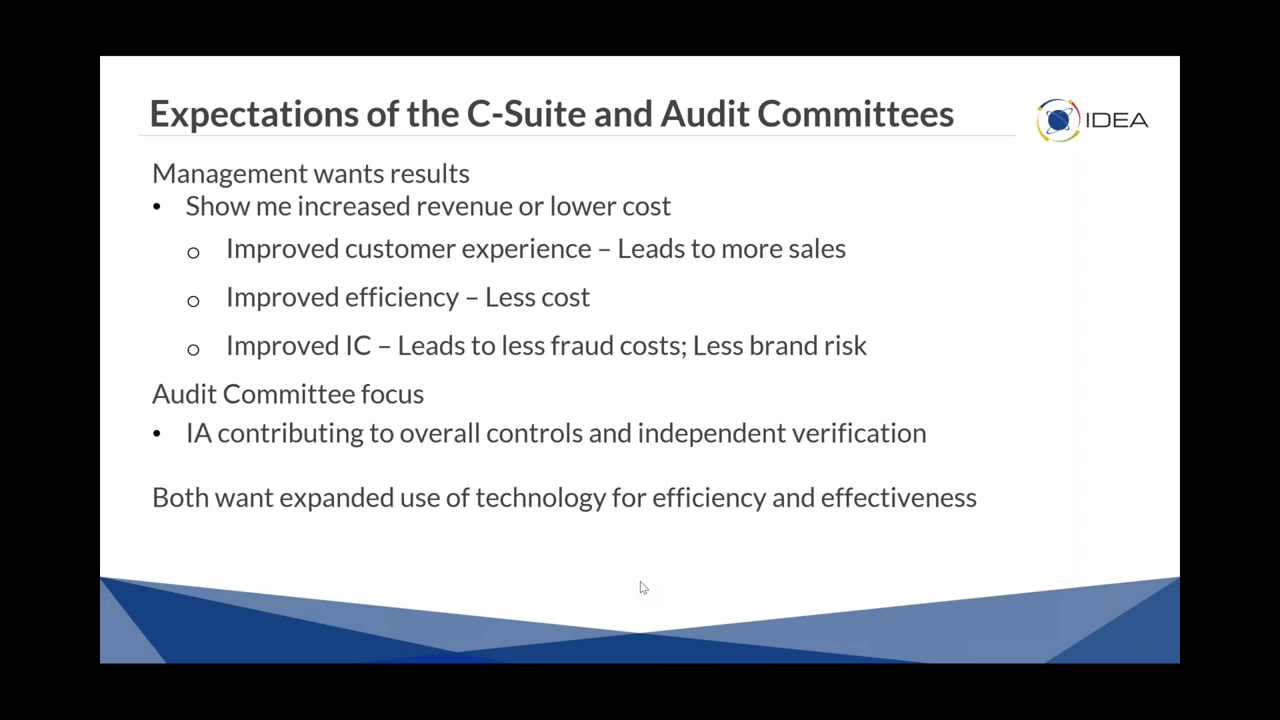 Expectations of the C-Suite and Audit Committees
IDEA
Management wants results
• Show me increased revenue or lower cost
o Improved customer experience – Leads to more sales
o Improved efficiency – Less cost
o Improved IC – Leads to less fraud costs; Less brand risk
Audit Committee focus
• IA contributing to overall controls and independent verification
Both want expanded use of technology for efficiency and effectiveness